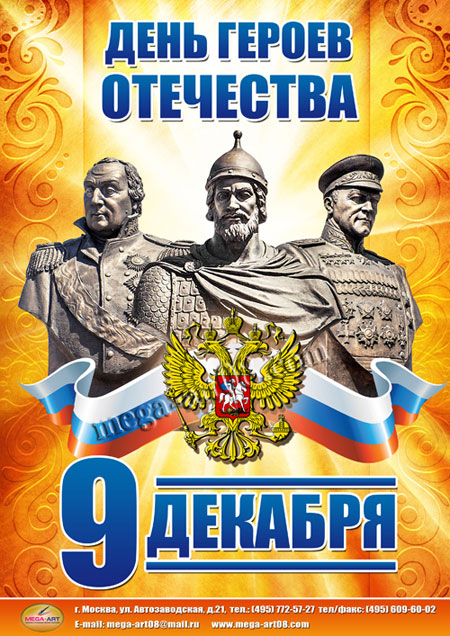 ДЕНЬ ГЕРОЕВ
ОТЕЧЕСТВА
9 ДЕКАБРЯ
MEGA-ART
г. Москва, ул. Автозаводская, д.21, тел.: (495) 772-57-27 тел/факс: (495) 609-60-02
E-mail: mega-art08@mail.ru www.mega-art08.com